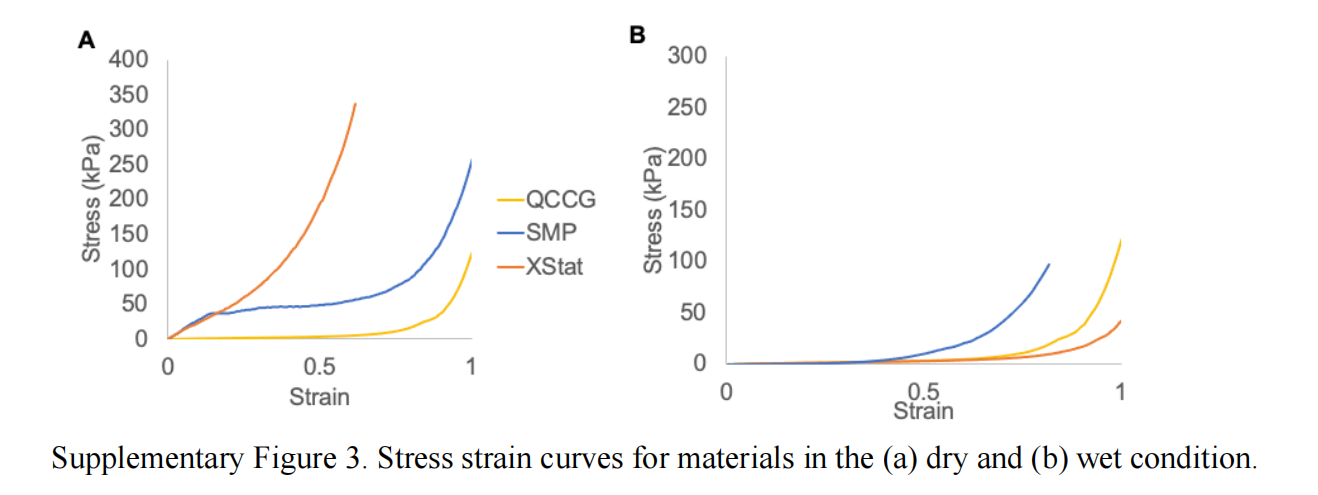 A
400
350
300
250
200
150
100
50
0
Stress (kPa)
0
0.5
1
Strain
QCCG
SMP
XStat
B
300
250
200
150
100
50
0
Stress (kPa)
0
0.5
1
Strain
Supplementary Figure 3. Stress strain curves for materials in the (a) dry and (b) wet condition.